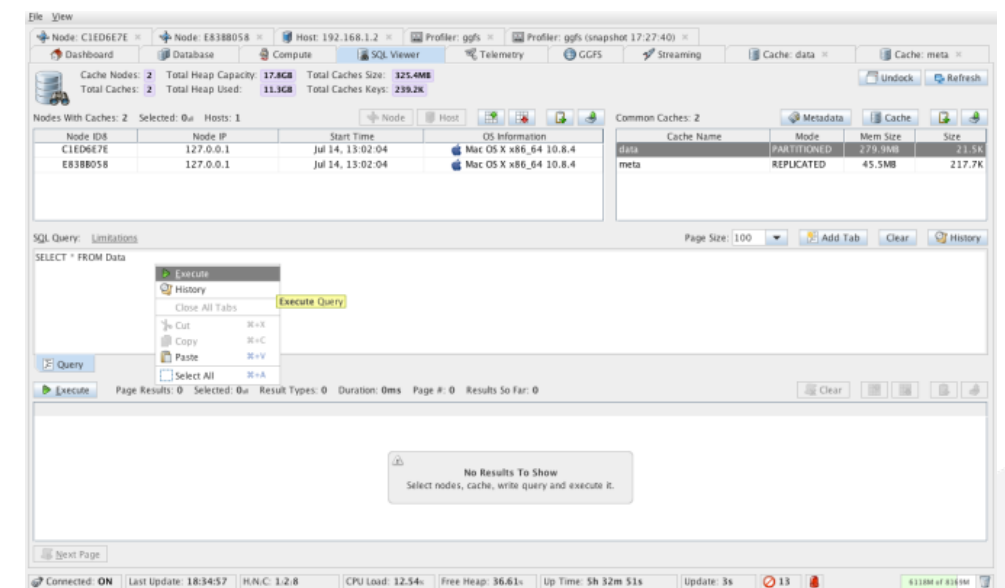 File View
Node: C1ED6E7E Node: E83BB058 Host: 192.168.1.2 Profiler: ggfs Profiler: ggfs (snapshot 17:27:40)
Dashboard Database Compute SQL Viewer Telemetry GGFS Streaming Cache: data Cache: meta
Cache Nodes: 2 Total Heap Capacity: 17.8GB Total Caches Size: 325.4MB Undock Refresh
Total Caches: 2 Total Heap Used: 11.3GB Total Caches Keys: 239.2K
Nodes With Caches: 2 Selected: 0 Hosts: 1 Node Host Common Caches: 2 Metadata Cache
Node ID8 Node IP Start Time OS Information Cache Name Mode Mem Size Size
C1ED6E7E 127.0.0.1 Jul 14, 13:02:04 Mac OS X x86_64 10.8.4 data PARTITIONED 279.9MB 21.5K
E83BB058 127.0.0.1 Jul 14, 13:02:04 Mac OS X x86_64 10.8.4 meta REPLICATED 45.5MB 217.7K
SQL Query: Limitations Page Size: 100 Add Tab Clear History
SELECT * FROM Data
Execute
History
Execute Query
Close All Tabs
Cut ⌘+X
Copy ⌘+C
Paste ⌘+V
Select All ⌘+A
Query
Execute Page Results: 0 Selected: 0 Result Types: 0 Duration: 0ms Page #: 0 Results So Far: 0 Clear
No Results To Show
Select nodes, cache, write query and execute it.
Next Page
Connected: ON Last Update: 18:34:57 H/N/C: 1/2/8 CPU Load: 12.54% Free Heap: 36.61% Up Time: 5h 32m 51s Update: 3s 13